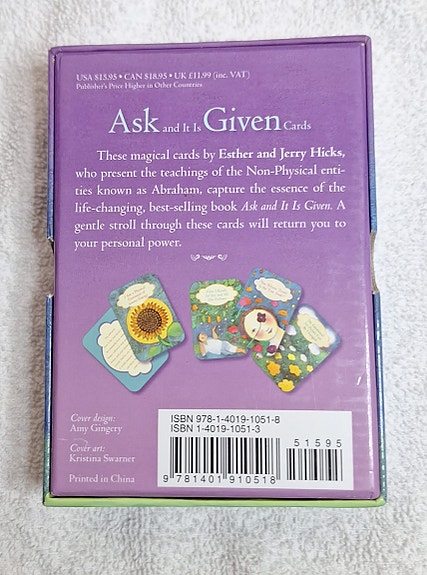 USA $15.95 • CAN $18.95 • UK £11.99 (inc. VAT)
Publisher's Price Higher in Other Countries
Ask and It Is Given Cards
These magical cards by Esther and Jerry Hicks,
who present the teachings of the Non-Physical enti-
ties known as Abraham, capture the essence of the
life-changing, best-selling book Ask and It Is Given. A
gentle stroll through these cards will return you to
your personal power.
Cover design:
Amy Gingery
Cover art:
Kristina Swarner
Printed in China
ISBN 978-1-4019-1051-8
ISBN 1-4019-1051-3
51595
9 781401 910518